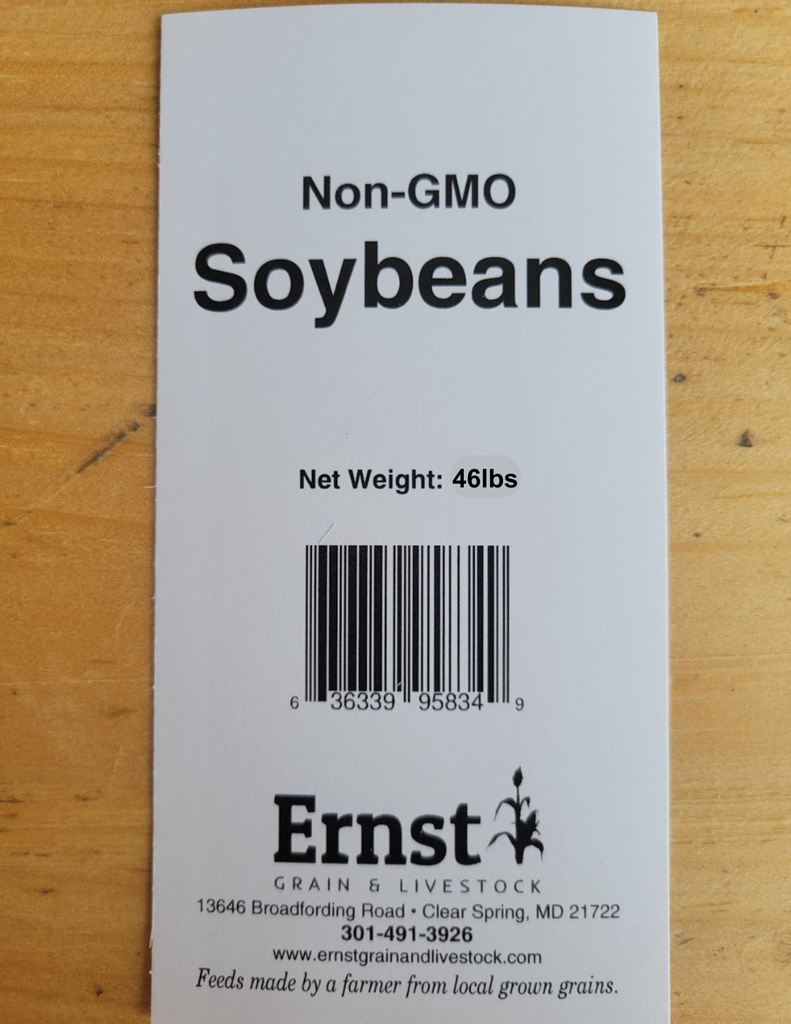 Non-GMO
Soybeans
Net Weight: 46lbs
6 36339 95834 9
Ernst
GRAIN & LIVESTOCK
13646 Broadfording Road • Clear Spring, MD 21722
301-491-3926
www.ernstgrainandlivestock.com
Feeds made by a farmer from local grown grains.